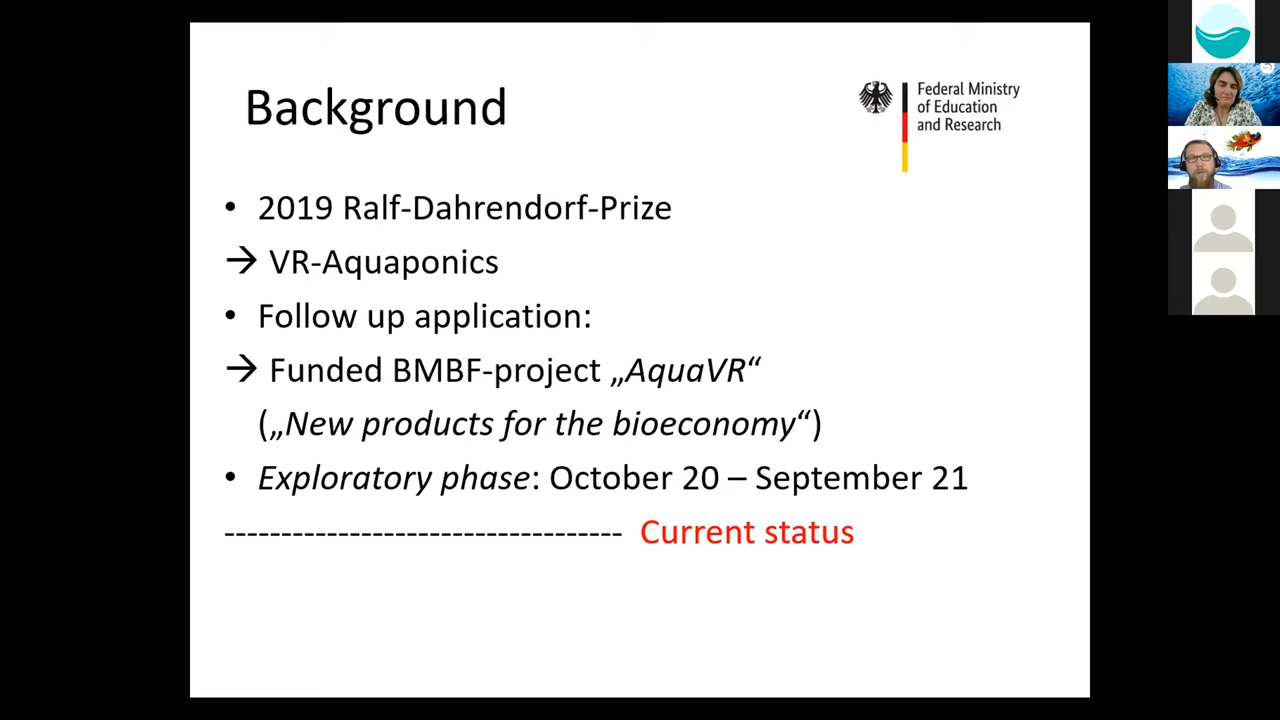 Background
Federal Ministry
of Education
and Research
• 2019 Ralf-Dahrendorf-Prize
→ VR-Aquaponics
• Follow up application:
→ Funded BMBF-project „AquaVR“
(„New products for the bioeconomy“)
• Exploratory phase: October 20 – September 21
----------------------------------- Current status